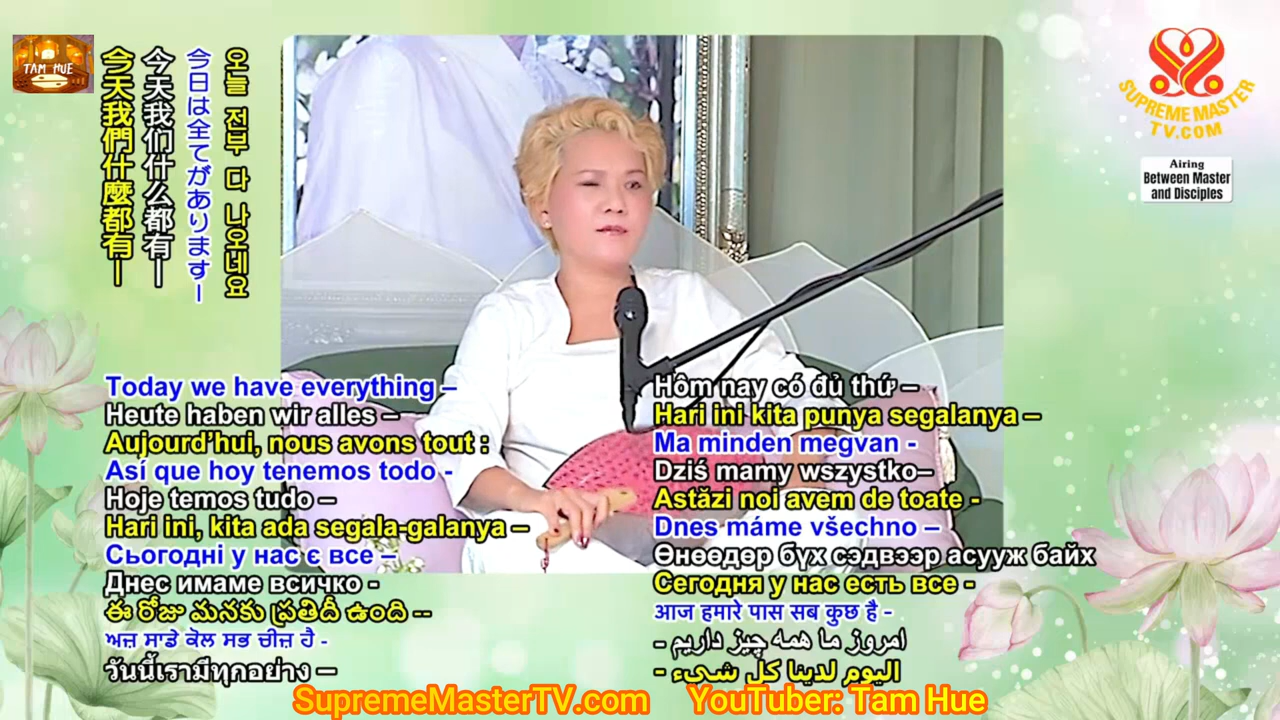 TAM HUE
今天我們什麼都有—
今天我们什么都有—
今日は全てがあります—
오늘 전부 다 나오네요
SUPREME MASTER
TV.COM
Airing
Between Master
and Disciples
Today we have everything –
Heute haben wir alles –
Aujourd’hui, nous avons tout :
Así que hoy tenemos todo -
Hoje temos tudo –
Hari ini, kita ada segala-galanya –
Сьогодні у нас є все –
Днес имаме всичко -
ఈ రోజు మనకు ప్రతిదీ ఉంది --
ਅਜ਼ ਸਾਡੇ ਕੋਲ ਸਭ ਚੀਜ਼ ਹੈ -
วันนี้เรามีทุกอย่าง —
Hôm nay có đủ thứ –
Hari ini kita punya segalanya –
Ma minden megvan -
Dziś mamy wszystko–
Astăzi noi avem de toate -
Dnes máme všechno –
Өнөөдөр бүх сэдвээр асууж байх
Сегодня у нас есть все -
आज हमारे पास सब कुछ है -
امروز ما همه چیز داریم -
اليوم لدينا كل شيء -
SupremeMasterTV.com YouTuber: Tam Hue